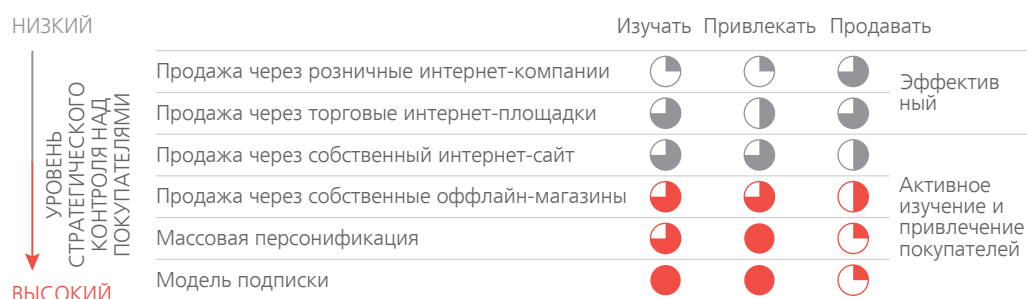 НИЗКИЙ
Изучать Привлекать Продавать
Продажа через розничные интернет-компании
Эффектив
ный
Продажа через торговые интернет-площадки
Продажа через собственный интернет-сайт
Продажа через собственные оффлайн-магазины
Активное
изучение и
привлечение
покупателей
Массовая персонификация
Модель подписки
УРОВЕНЬ
СТРАТЕГИЧЕСКОГО
КОНТРОЛЯ НАД
ПОКУПАТЕЛЯМИ
ВЫСОКИЙ